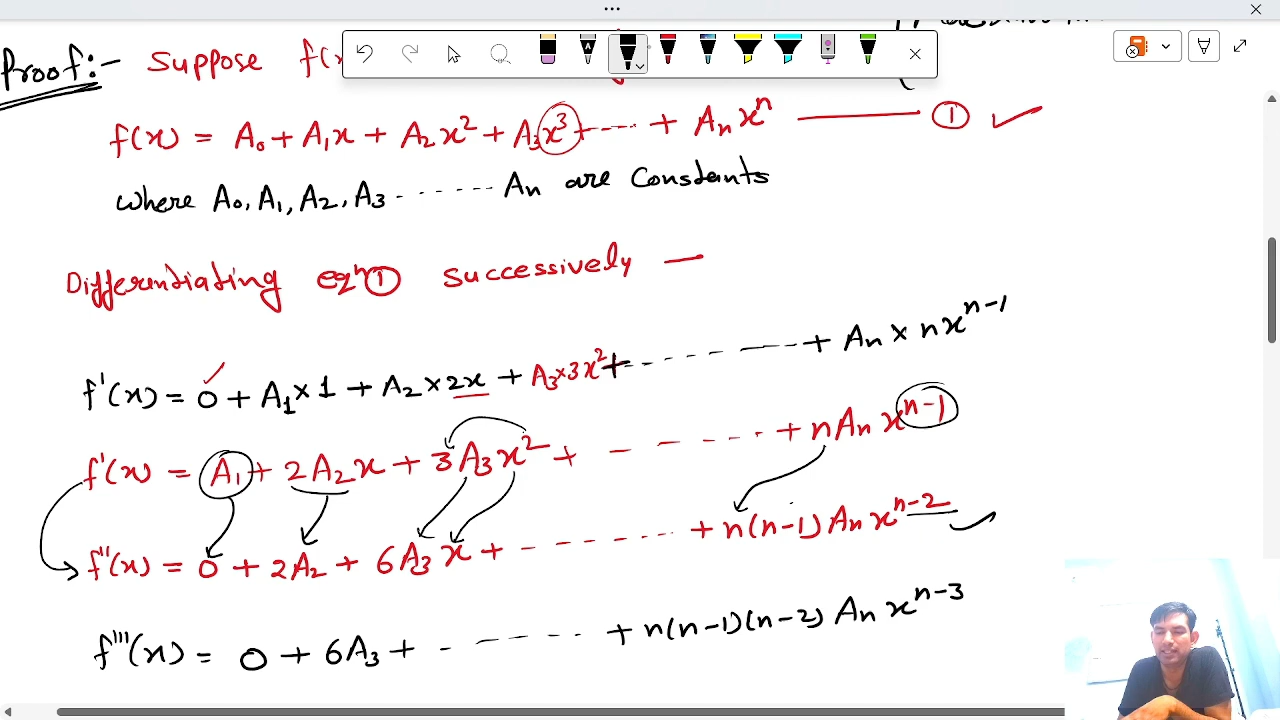 Proof:- Suppose f(x
f(x) = A₀ + A₁x + A₂x² + A₃x³ + ---- + Aₙxⁿ ——— ①
where A₀, A₁, A₂, A₃ ------- Aₙ are Constants
Differentiating eqⁿ① successively —
f'(x) = 0 + A₁×1 + A₂×2x + A₃×3x² + ------- + Aₙ × nxⁿ⁻¹
f'(x) = A₁ + 2A₂x + 3A₃x² + ------ + nAₙxⁿ⁻¹
f''(x) = 0 + 2A₂ + 6A₃x + ------- + n(n-1)Aₙxⁿ⁻²
f'''(x) = 0 + 6A₃ + ------ + n(n-1)(n-2)Aₙxⁿ⁻³